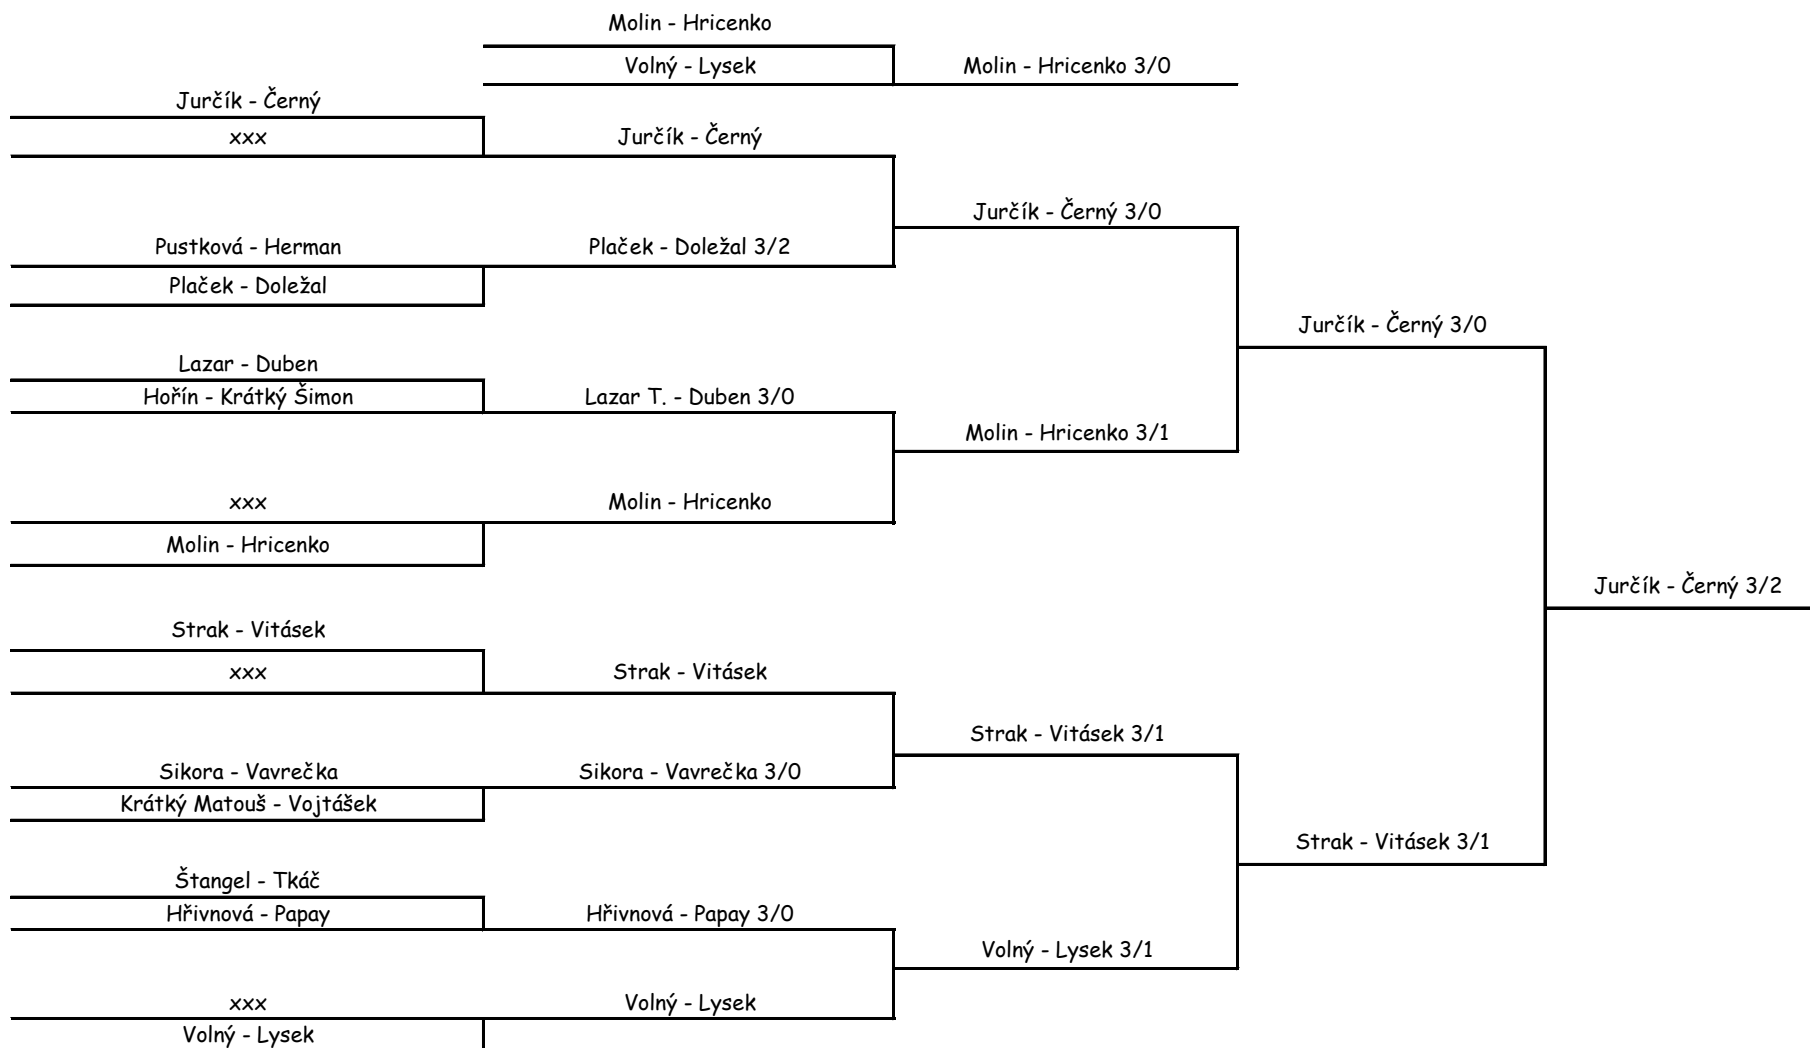 Molin - Hricenko
Volný - Lysek
Molin - Hricenko 3/0
Jurčík - Černý
xxx
Jurčík - Černý
Jurčík - Černý 3/0
Pustková - Herman
Plaček - Doležal 3/2
Plaček - Doležal
Jurčík - Černý 3/0
Lazar - Duben
Hořín - Krátký Šimon
Lazar T. - Duben 3/0
Molin - Hricenko 3/1
xxx
Molin - Hricenko
Molin - Hricenko
Jurčík - Černý 3/2
Strak - Vitásek
xxx
Strak - Vitásek
Strak - Vitásek 3/1
Sikora - Vavrečka
Sikora - Vavrečka 3/0
Krátký Matouš - Vojtášek
Strak - Vitásek 3/1
Štangel - Tkáč
Hřivnová - Papay
Hřivnová - Papay 3/0
Volný - Lysek 3/1
xxx
Volný - Lysek
Volný - Lysek